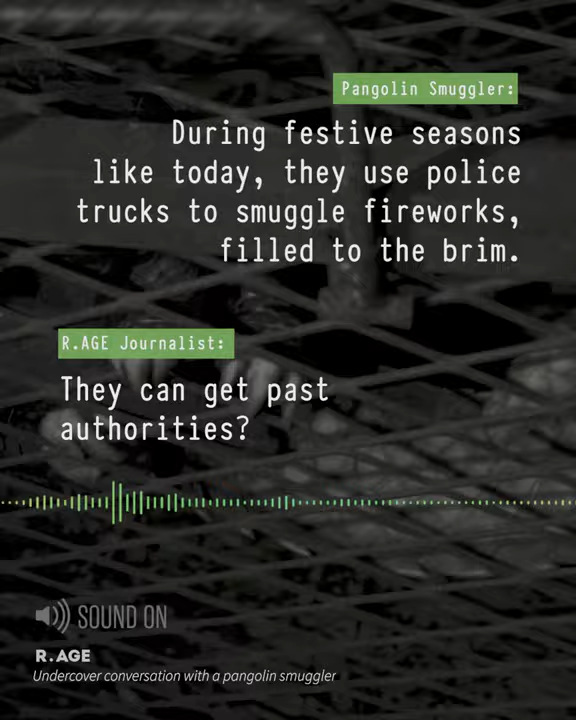 Pangolin Smuggler:
During festive seasons
like today, they use police
trucks to smuggle fireworks,
filled to the brim.
R.AGE Journalist:
They can get past
authorities?
SOUND ON
R.AGE
Undercover conversation with a pangolin smuggler